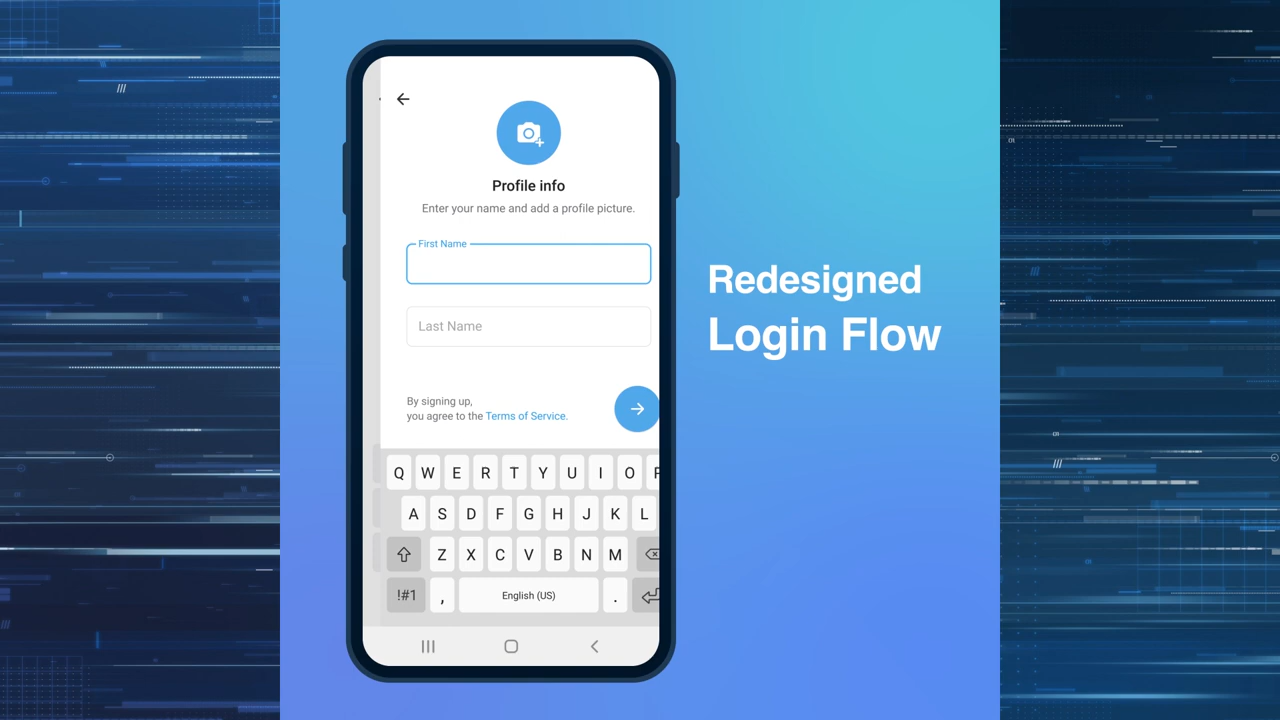 Profile info
Enter your name and add a profile picture.
First Name
Last Name
By signing up,
you agree to the Terms of Service.
Q W E R T Y U I O
A S D F G H J K L
Z X C V B N M
!#1 , English (US) .
Redesigned
Login Flow